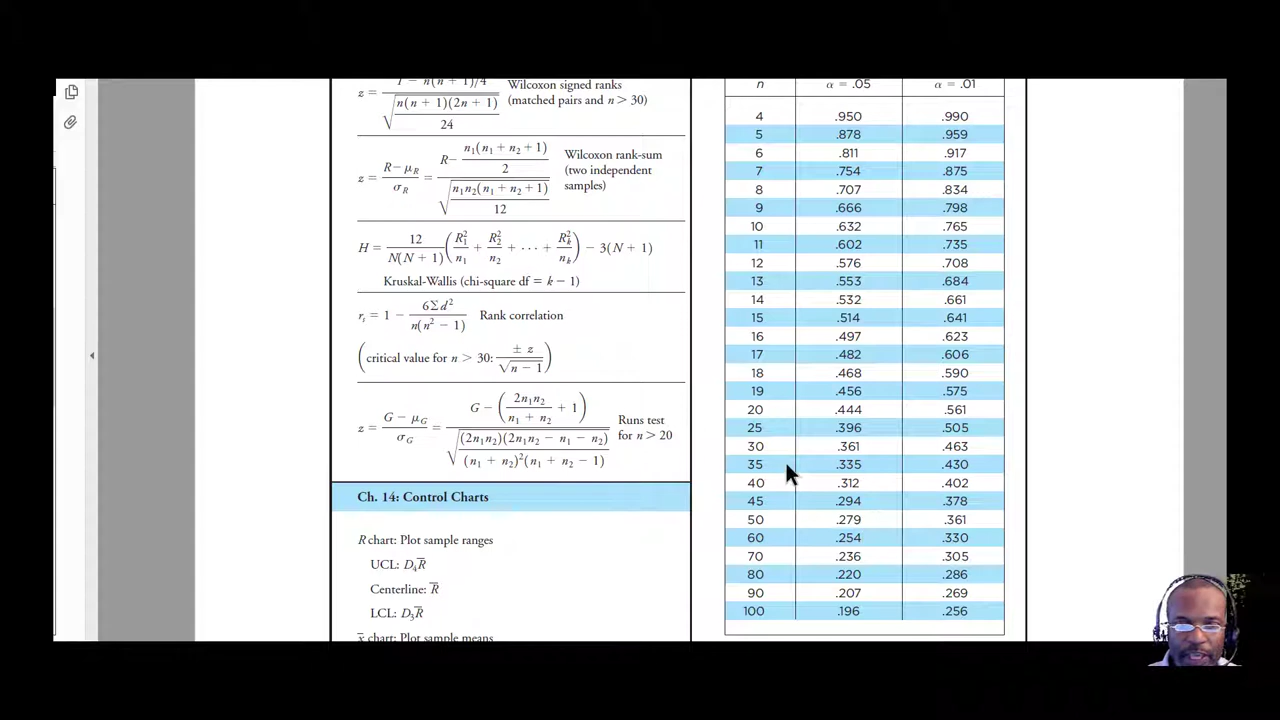 z = T − n(n + 1)/4 / √(n(n + 1)(2n + 1) / 24)
Wilcoxon signed ranks
(matched pairs and n > 30)
z = R − μR / σR = R − n1(n1 + n2 + 1)/2 / √(n1n2(n1 + n2 + 1) / 12)
Wilcoxon rank-sum
(two independent
samples)
H = 12 / N(N + 1) (R1²/n1 + R2²/n2 + ··· + Rk²/nk) − 3(N + 1)
Kruskal-Wallis (chi-square df = k − 1)
rs = 1 − 6Σd² / n(n² − 1) Rank correlation
(critical value for n > 30: ± z / √n − 1)
z = G − μG / σG = G − (2n1n2 / n1 + n2 + 1) / √((2n1n2)(2n1n2 − n1 − n2) / (n1 + n2)²(n1 + n2 − 1))
Runs test
for n > 20
Ch. 14: Control Charts
R chart: Plot sample ranges
UCL: D4R̅
Centerline: R̅
LCL: D3R̅
x̅ chart: Plot sample means
n α = .05 α = .01
4 .950 .990
5 .878 .959
6 .811 .917
7 .754 .875
8 .707 .834
9 .666 .798
10 .632 .765
11 .602 .735
12 .576 .708
13 .553 .684
14 .532 .661
15 .514 .641
16 .497 .623
17 .482 .606
18 .468 .590
19 .456 .575
20 .444 .561
25 .396 .505
30 .361 .463
35 .335 .430
40 .312 .402
45 .294 .378
50 .279 .361
60 .254 .330
70 .236 .305
80 .220 .286
90 .207 .269
100 .196 .256